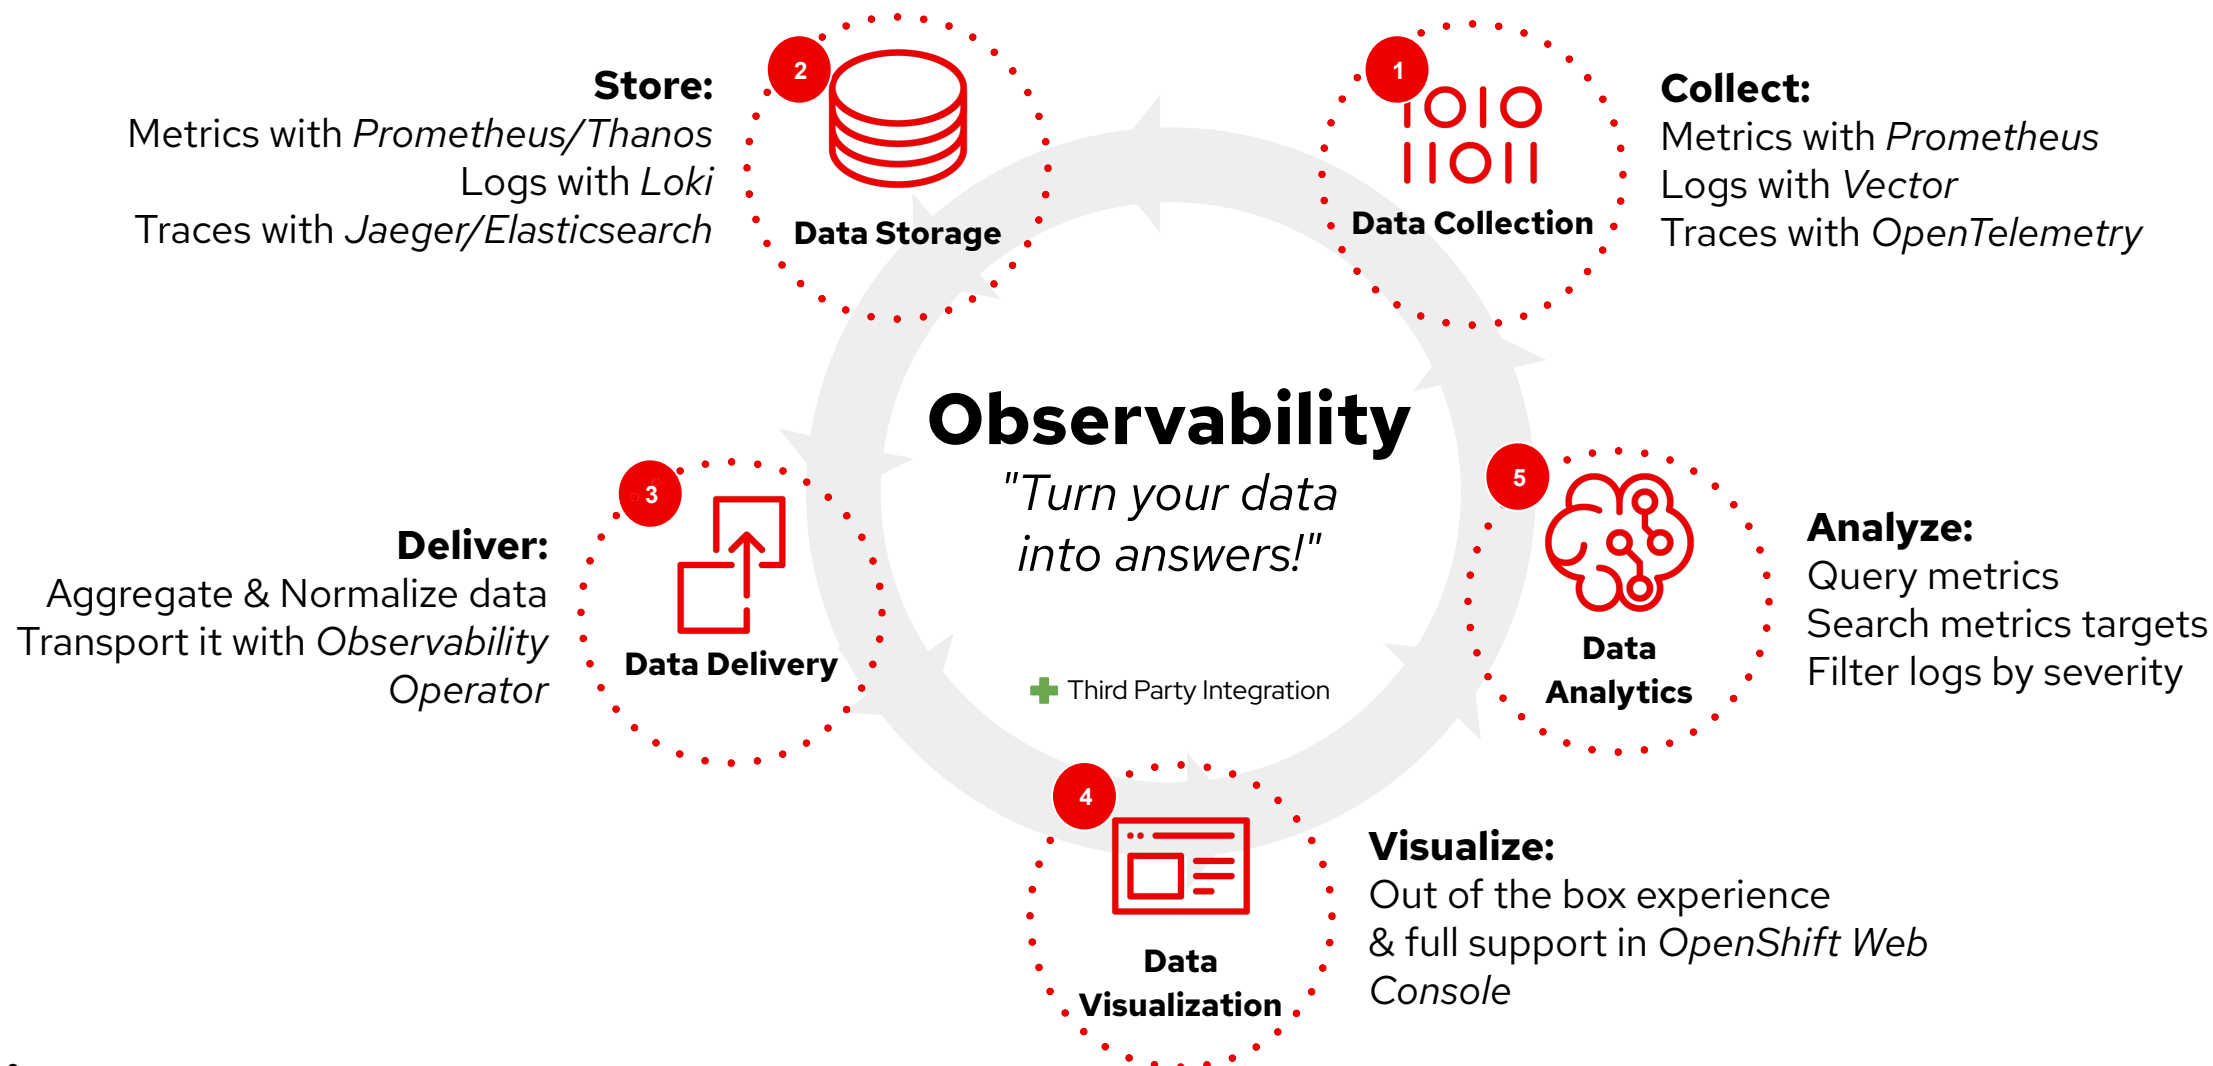 2
Store:
Metrics with Prometheus/Thanos
Logs with Loki
Traces with Jaeger/Elasticsearch
Data Storage
1
1010
11011
Data Collection
Collect:
Metrics with Prometheus
Logs with Vector
Traces with OpenTelemetry
Observability
"Turn your data
into answers!"
Third Party Integration
3
Deliver:
Aggregate & Normalize data
Transport it with Observability
Operator
Data Delivery
5
Data
Analytics
Analyze:
Query metrics
Search metrics targets
Filter logs by severity
4
Data
Visualization
Visualize:
Out of the box experience
& full support in OpenShift Web
Console